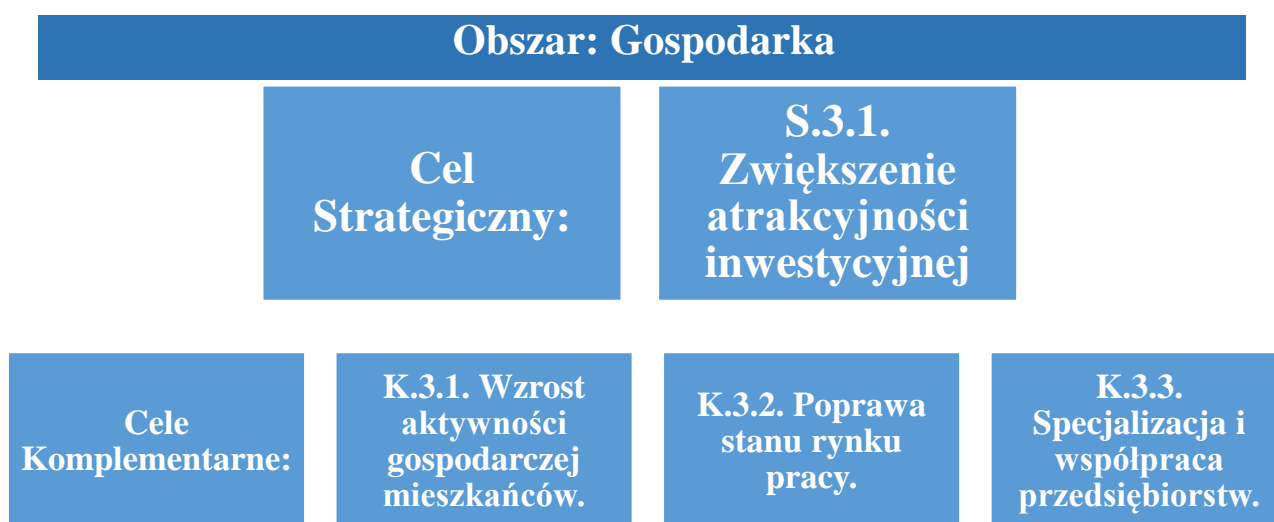 Obszar: Gospodarka
Cel
Strategiczny:
S.3.1.
Zwiększenie
atrakcyjności
inwestycyjnej
Cele
Komplementarne:
K.3.1. Wzrost
aktywności
gospodarczej
mieszkańców.
K.3.2. Poprawa
stanu rynku
pracy.
K.3.3.
Specjalizacja i
współpraca
przedsiębiorstw.